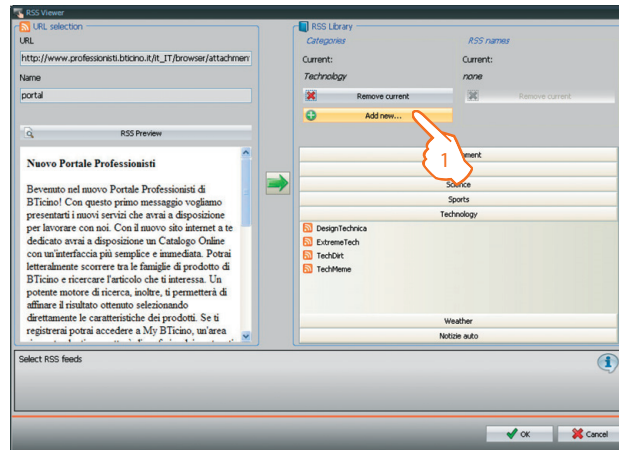 RSS Viewer
URL selection
URL
http://www.professionisti.bticino.it/it_IT/browser/attachment
Name
portal
RSS Preview
Nuovo Portale Professionisti
Bevenuto nel nuovo Portale Professionisti di
BTicino! Con questo primo messaggio vogliamo
presentarti i nuovi servizi che avrai a disposizione
per lavorare con noi. Con il nuovo sito internet a te
dedicato avrai a disposizione un Catalogo Online
con un'interfaccia più semplice e immediata. Potrai
letteralmente scorrere tra le famiglie di prodotto di
BTicino e ricercare l'articolo che ti interessa. Un
potente motore di ricerca, inoltre, ti permetterà di
affinare il risultato ottenuto selezionando
direttamente le caratteristiche dei prodotti. Se ti
registrerai potrai accedere a My BTicino, un'area
RSS Library
Categories RSS names
Current: Current:
Technology none
Remove current Remove current
Add new...
1
Science
Sports
Technology
DesignTechnica
ExtremeTech
TechDirt
TechMeme
Weather
Notizie auto
Select RSS feeds
OK Cancel